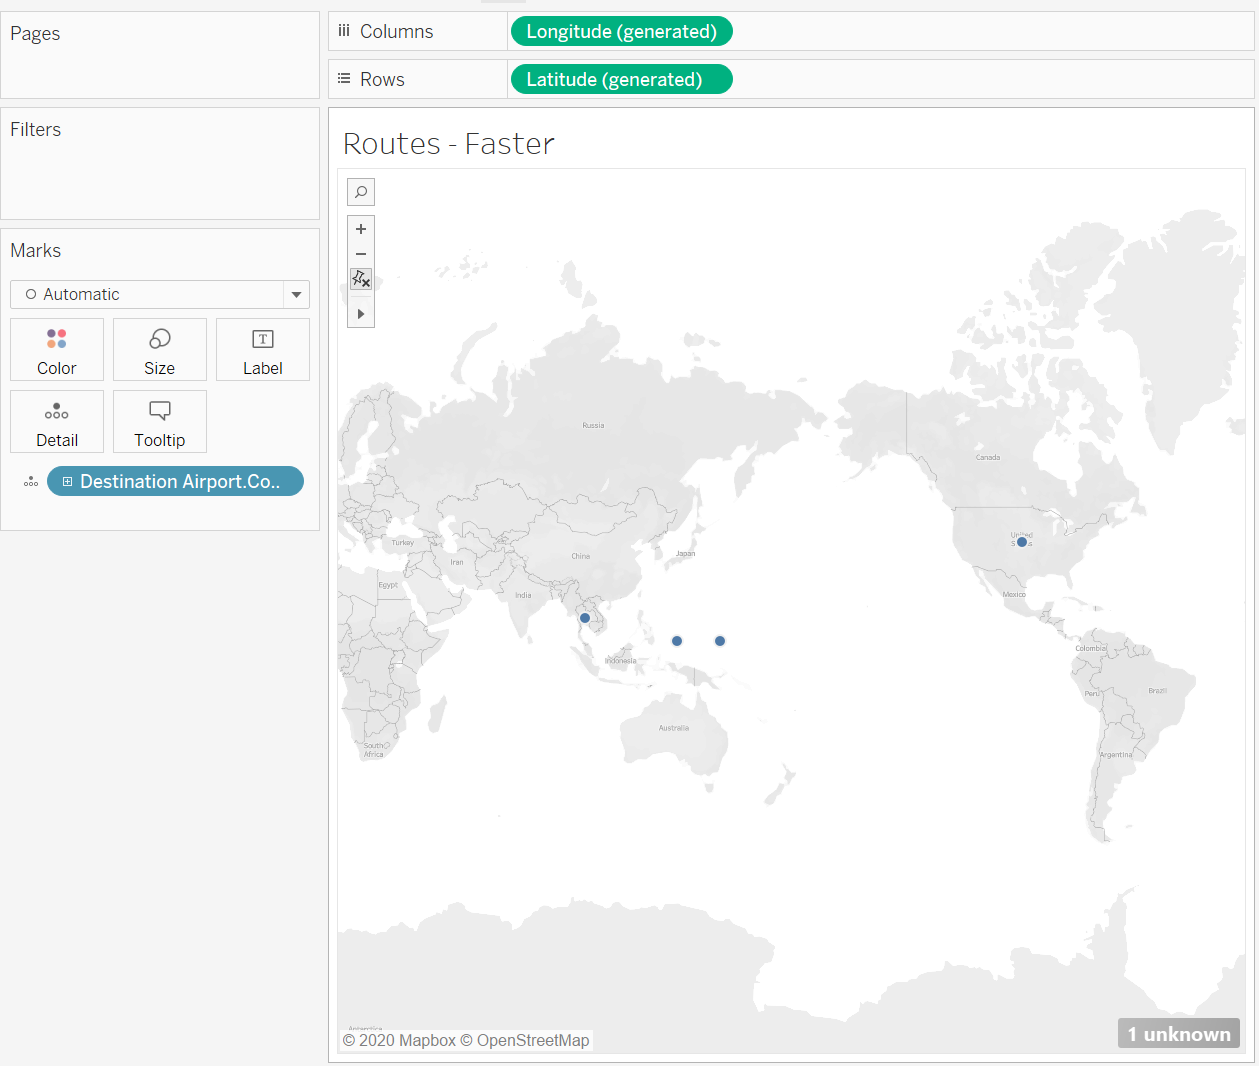 Pages
Columns
Longitude (generated)
Rows
Latitude (generated)
Filters
Routes - Faster
Marks
Automatic
Color
Size
Label
Detail
Tooltip
Destination Airport.Co..
Russia
Canada
Turkey
Iran
China
Japan
United
Mexico
Egypt
India
Indonesia
Colombia
Peru
Brazil
Australia
South
Africa
Argentina
Antarctica
© 2020 Mapbox © OpenStreetMap
1 unknown